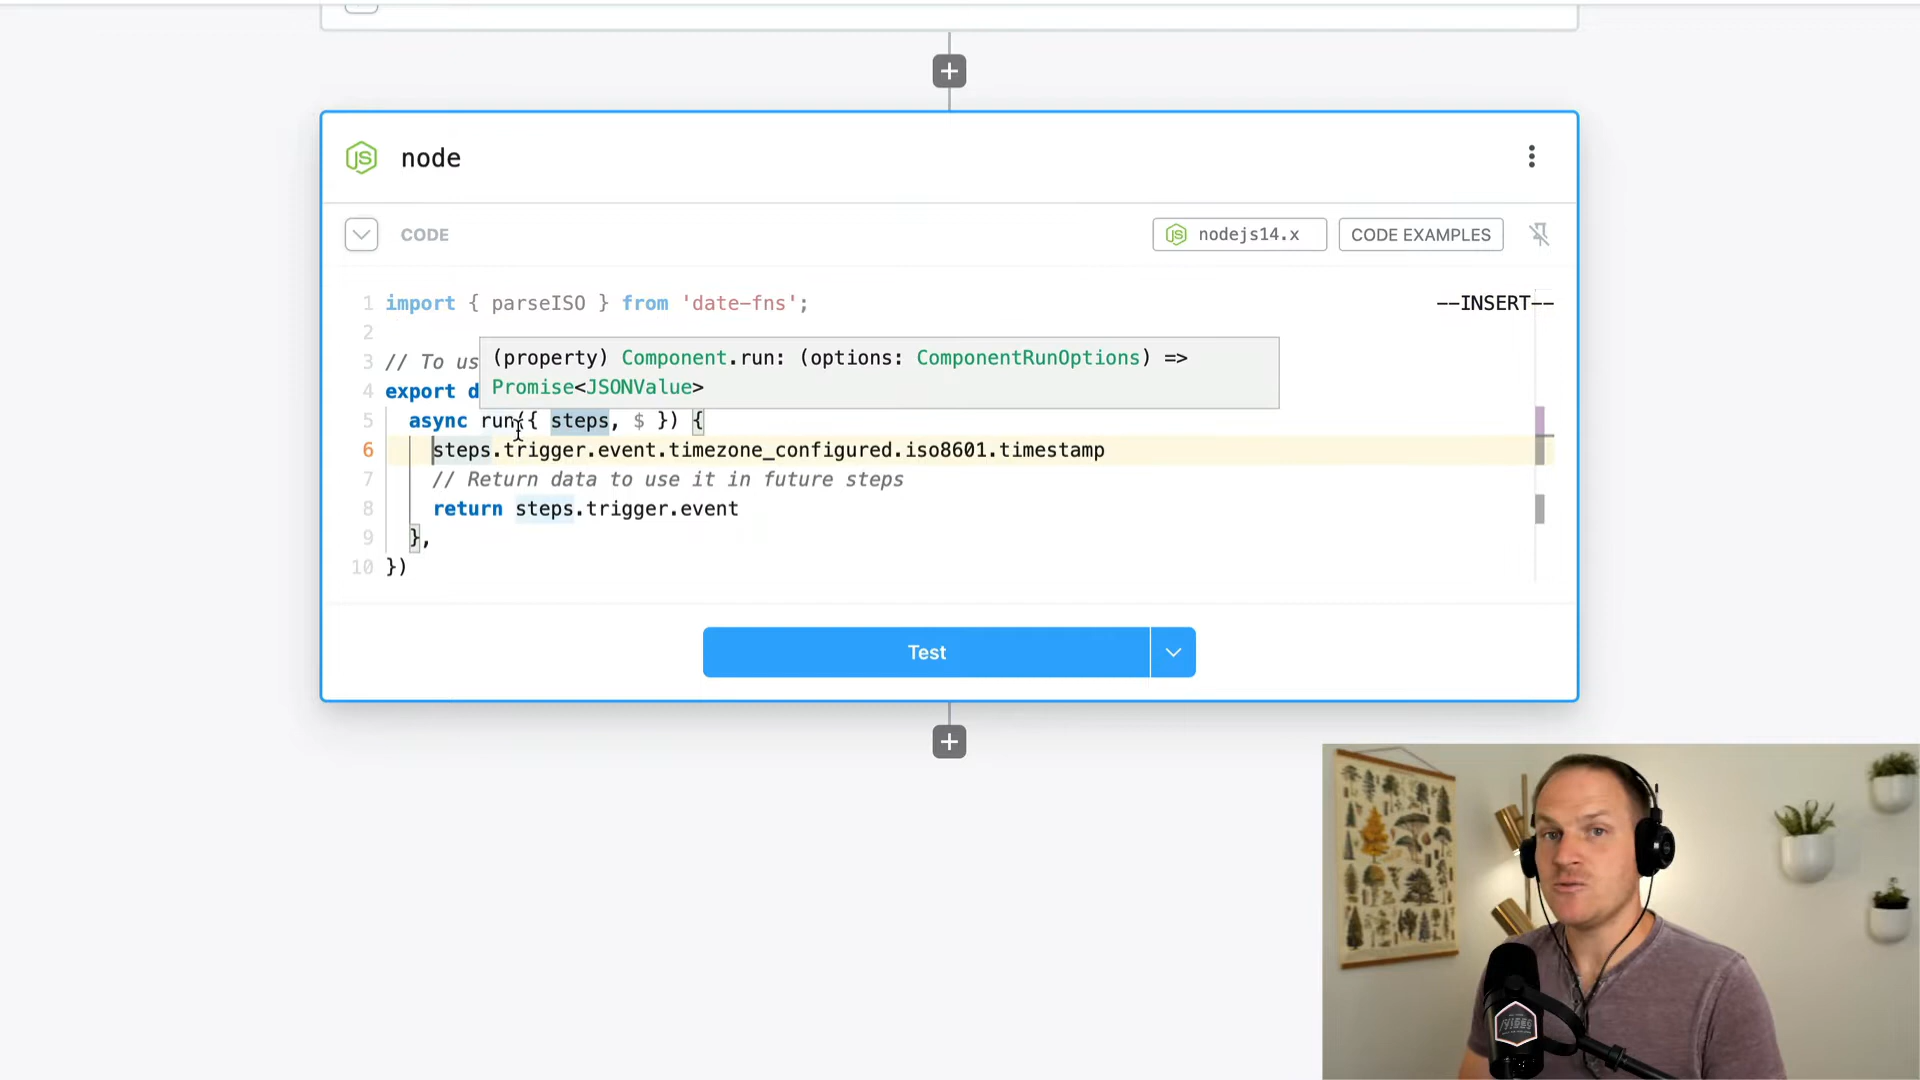 node
CODE
nodejs14.x
CODE EXAMPLES
1 import { parseISO } from 'date-fns';
--INSERT--
2
(property) Component.run: (options: ComponentRunOptions) =>
Promise<JSONValue>
3 // To us
4 export d
5 async run({ steps, $ }) {
6 steps.trigger.event.timezone_configured.iso8601.timestamp
7 // Return data to use it in future steps
8 return steps.trigger.event
9 },
10 })
Test